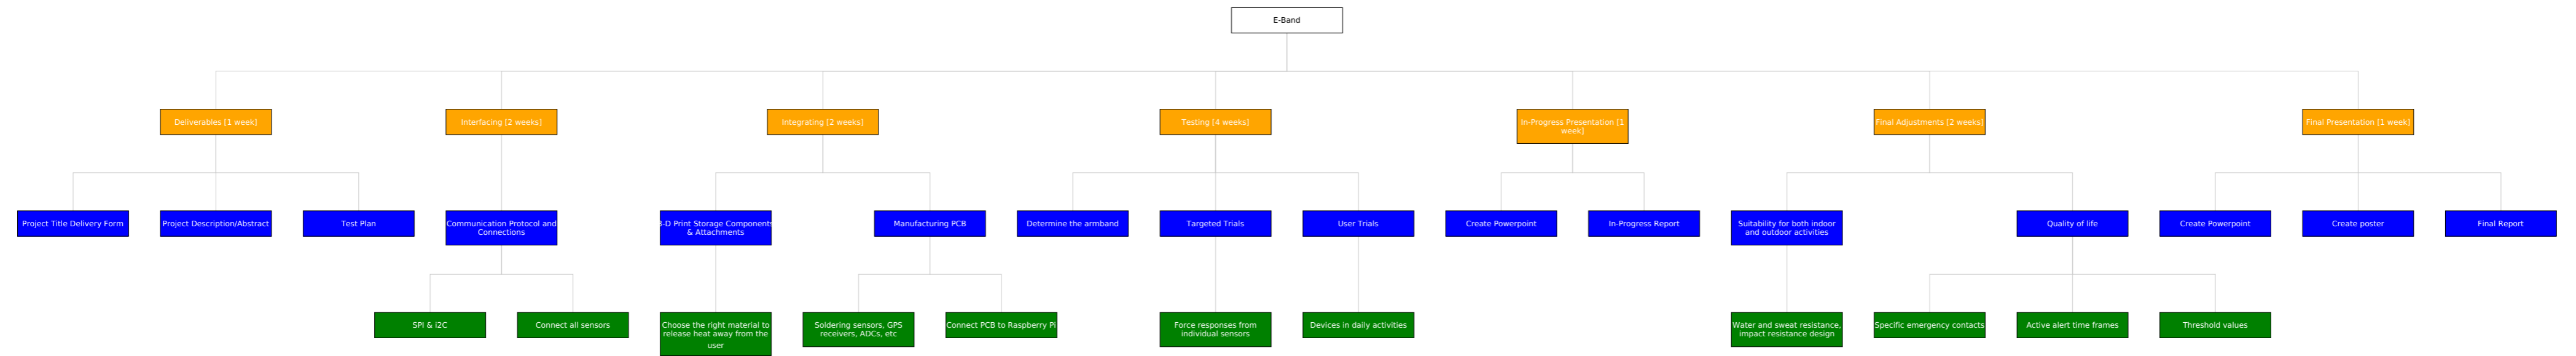 E-Band
Deliverables [1 week]
Interfacing [2 weeks]
Integrating [2 weeks]
Testing [4 weeks]
In-Progress Presentation [1
week]
Final Adjustments [2 weeks]
Final Presentation [1 week]
Project Title Delivery Form
Project Description/Abstract
Test Plan
Communication Protocol and
Connections
3-D Print Storage Components
& Attachments
Manufacturing PCB
Determine the armband
Targeted Trials
User Trials
Create Powerpoint
In-Progress Report
Suitability for both indoor
and outdoor activities
Quality of life
Create Powerpoint
Create poster
Final Report
SPI & i2C
Connect all sensors
Choose the right material to
release heat away from the
user
Soldering sensors, GPS
receivers, ADCs, etc
Connect PCB to Raspberry Pi
Force responses from
individual sensors
Devices in daily activities
Water and sweat resistance,
impact resistance design
Specific emergency contacts
Active alert time frames
Threshold values